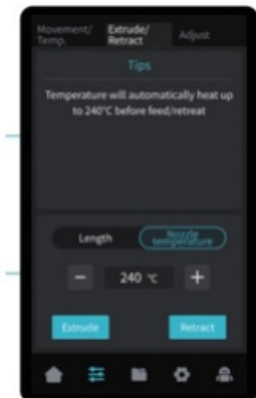 Movement/
Temp.
Extrude/
Retract
Adjust
Tips
Temperature will automatically heat up
to 240°C before feed/retreat
Length
Nozzle
temperature
− 240 °C +
Extrude
Retract